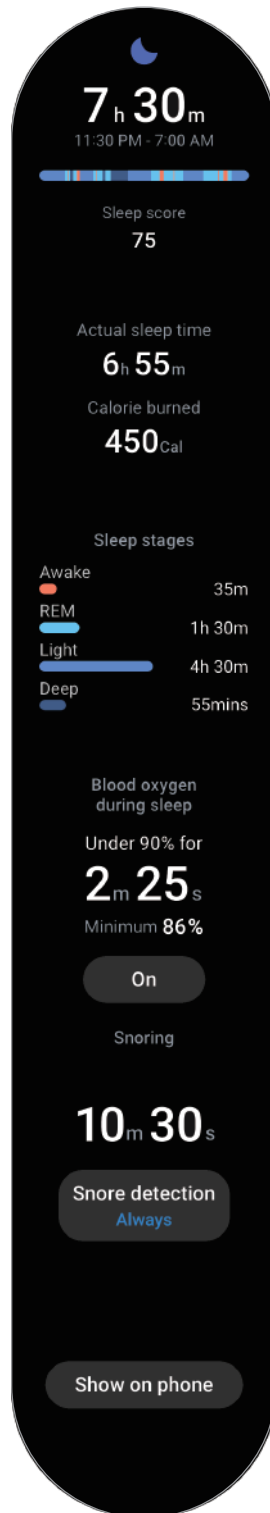 7h 30m
11:30 PM - 7:00 AM
Sleep score
75
Actual sleep time
6h 55m
Calorie burned
450Cal
Sleep stages
Awake
35m
REM
1h 30m
Light
4h 30m
Deep
55mins
Blood oxygen
during sleep
Under 90% for
2m 25s
Minimum 86%
On
Snoring
10m 30s
Snore detection
Always
Show on phone